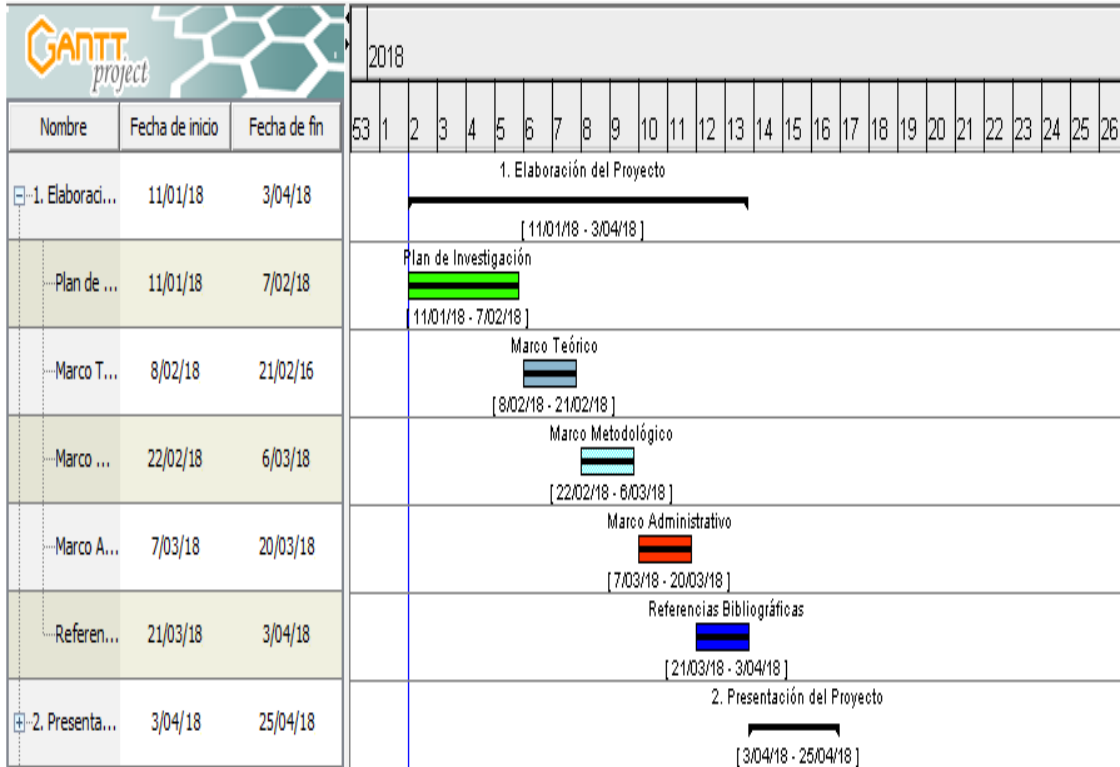 GANTT
project
2018
Nombre Fecha de inicio Fecha de fin
53 1 2 3 4 5 6 7 8 9 10 11 12 13 14 15 16 17 18 19 20 21 22 23 24 25 26
1. Elaboraci... 11/01/18 3/04/18
1. Elaboración del Proyecto
[ 11/01/18 - 3/04/18 ]
Plan de ... 11/01/18 7/02/18
Plan de Investigación
[ 11/01/18 - 7/02/18 ]
Marco T... 8/02/18 21/02/16
Marco Teórico
[ 8/02/18 - 21/02/18 ]
Marco ... 22/02/18 6/03/18
Marco Metodológico
[ 22/02/18 - 6/03/18 ]
Marco A... 7/03/18 20/03/18
Marco Administrativo
[ 7/03/18 - 20/03/18 ]
Referen... 21/03/18 3/04/18
Referencias Bibliográficas
[ 21/03/18 - 3/04/18 ]
2. Presenta... 3/04/18 25/04/18
2. Presentación del Proyecto
[ 3/04/18 - 25/04/18 ]